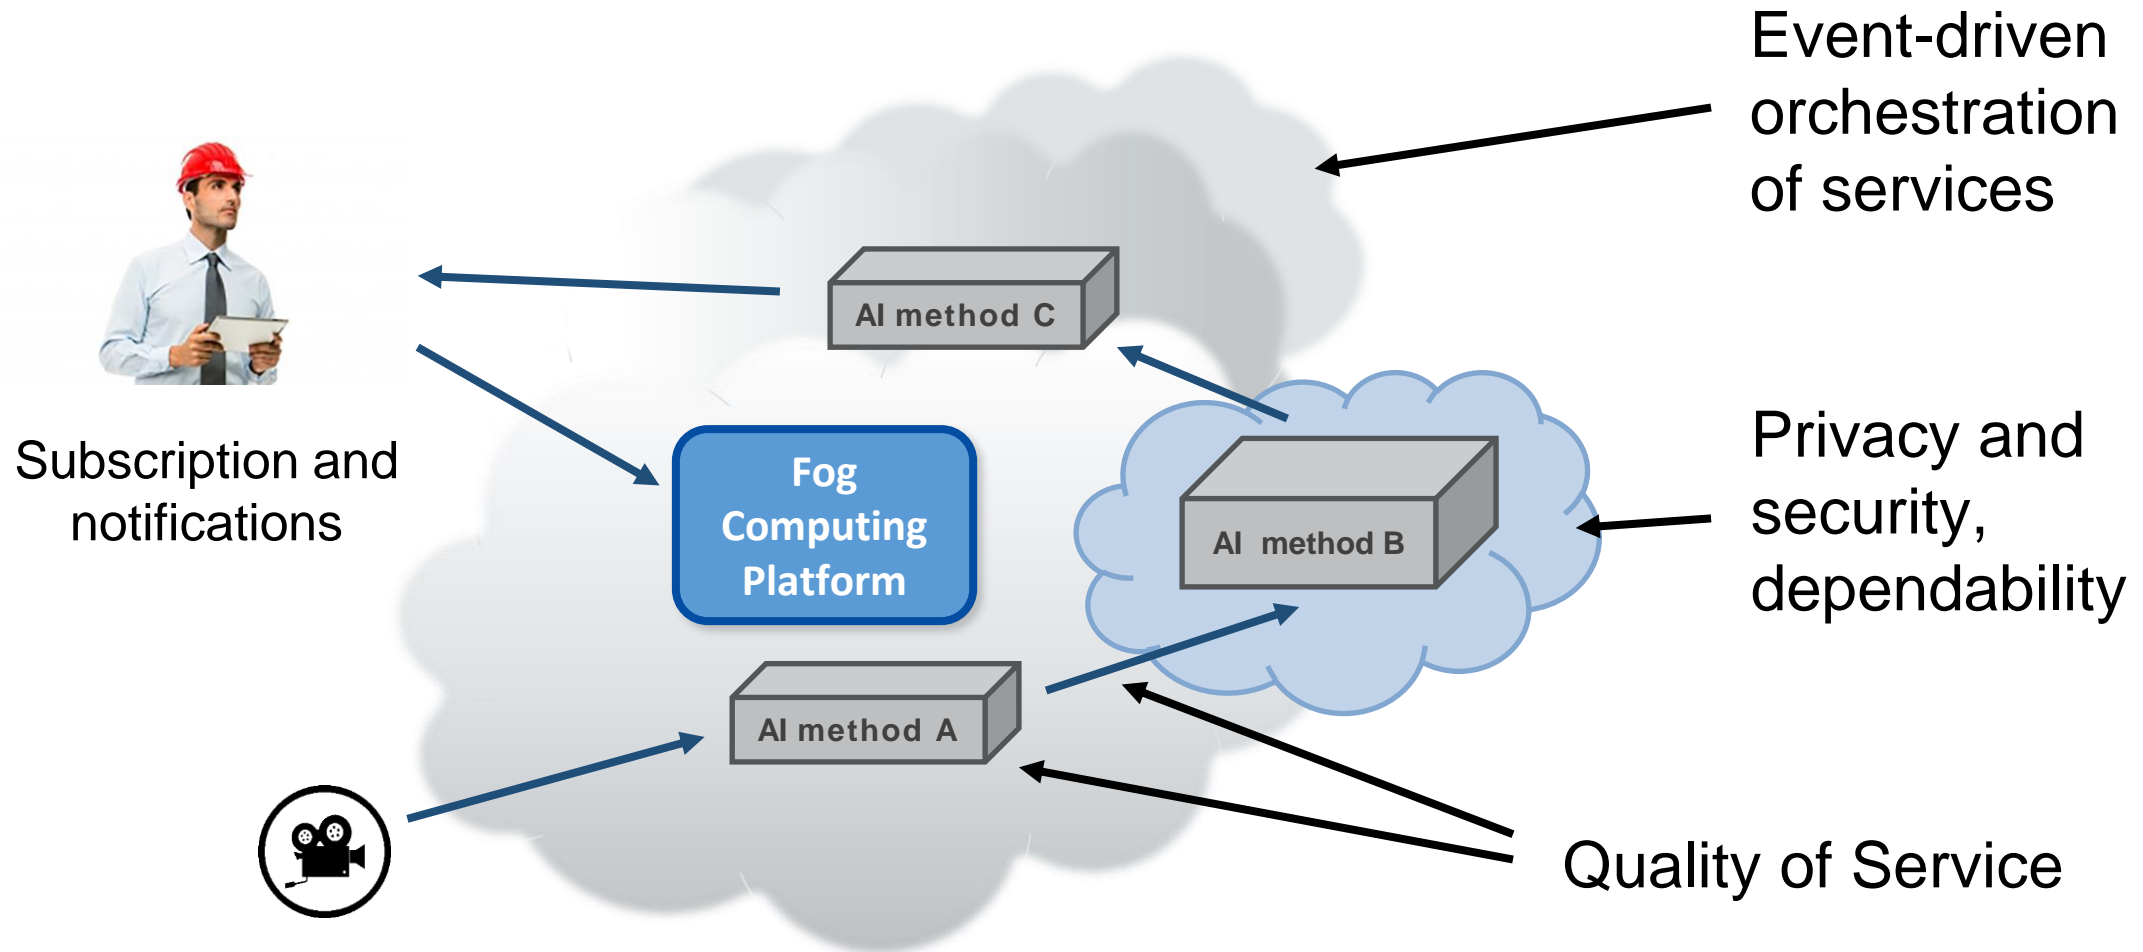 Event-driven
orchestration
of services
AI method C
Subscription and
notifications
Fog
Computing
Platform
AI method B
Privacy and
security,
dependability
AI method A
Quality of Service